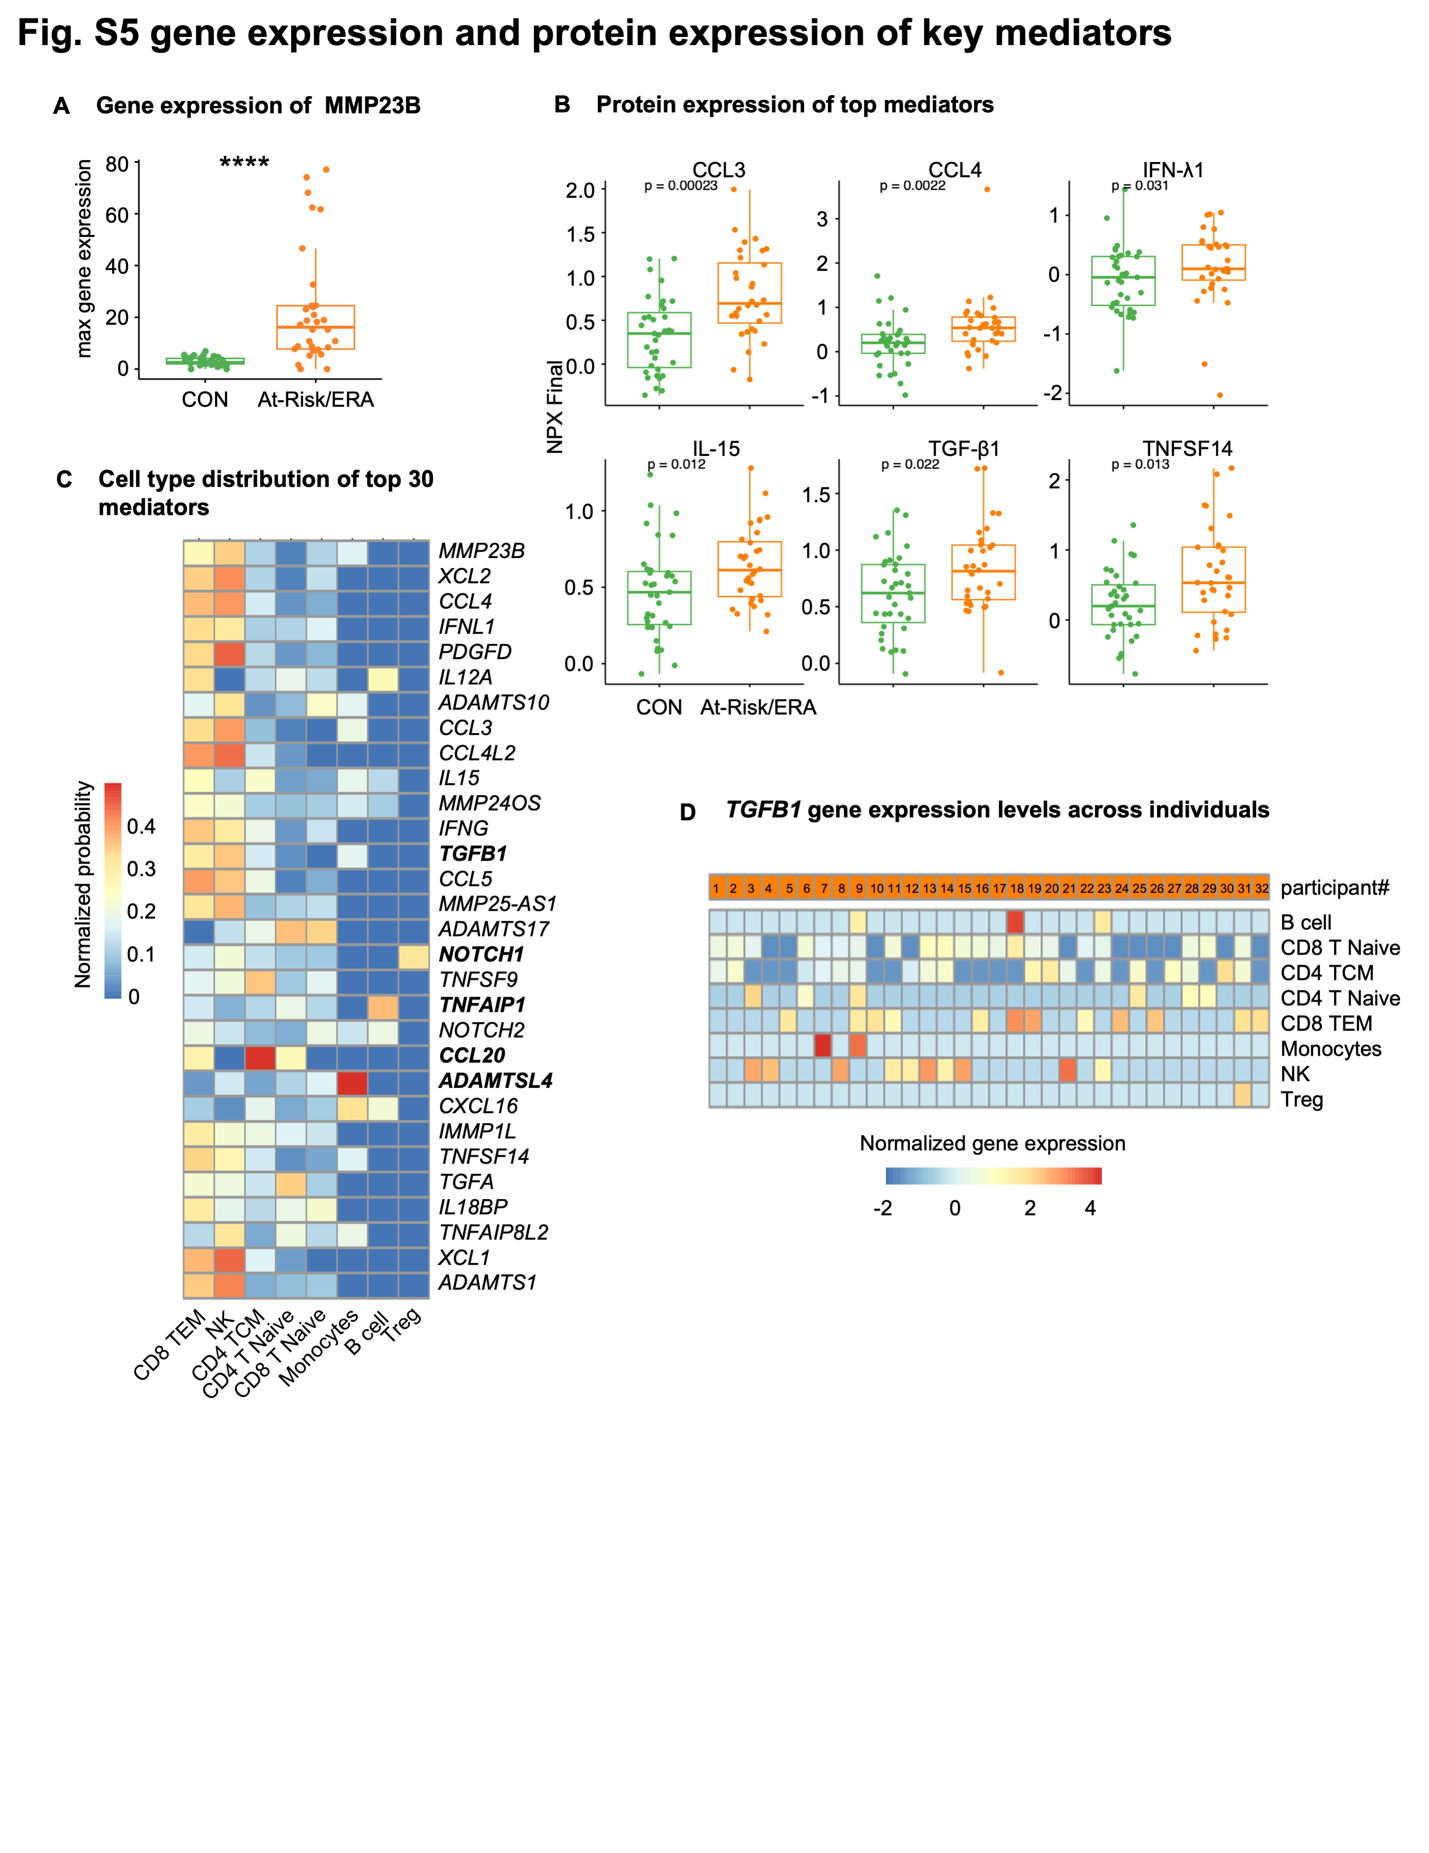 Fig. S5 gene expression and protein expression of key mediators
A Gene expression of MMP23B
max gene expression
80
60
40
20
0
****
CON
At-Risk/ERA
B Protein expression of top mediators
NPX Final
CCL3
p = 0.00023
2.0
1.5
1.0
0.5
0.0
CCL4
p = 0.0022
3
2
1
0
-1
IFN-λ1
p = 0.031
1
0
-1
-2
IL-15
p = 0.012
1.0
0.5
0.0
CON
At-Risk/ERA
TGF-β1
p = 0.022
1.5
1.0
0.5
0.0
TNFSF14
p = 0.013
2
1
0
C Cell type distribution of top 30
mediators
Normalized probability
0.4
0.3
0.2
0.1
0
MMP23B
XCL2
CCL4
IFNL1
PDGFD
IL12A
ADAMTS10
CCL3
CCL4L2
IL15
MMP24OS
IFNG
TGFB1
CCL5
MMP25-AS1
ADAMTS17
NOTCH1
TNFSF9
TNFAIP1
NOTCH2
CCL20
ADAMTSL4
CXCL16
IMMP1L
TNFSF14
TGFA
IL18BP
TNFAIP8L2
XCL1
ADAMTS1
CD8 TEM
NK
CD4 TCM
CD4 T Naive
CD8 T Naive
Monocytes
B cell
Treg
D TGFB1 gene expression levels across individuals
1 2 3 4 5 6 7 8 9 10 11 12 13 14 15 16 17 18 19 20 21 22 23 24 25 26 27 28 29 30 31 32 participant#
B cell
CD8 T Naive
CD4 TCM
CD4 T Naive
CD8 TEM
Monocytes
NK
Treg
Normalized gene expression
-2 0 2 4